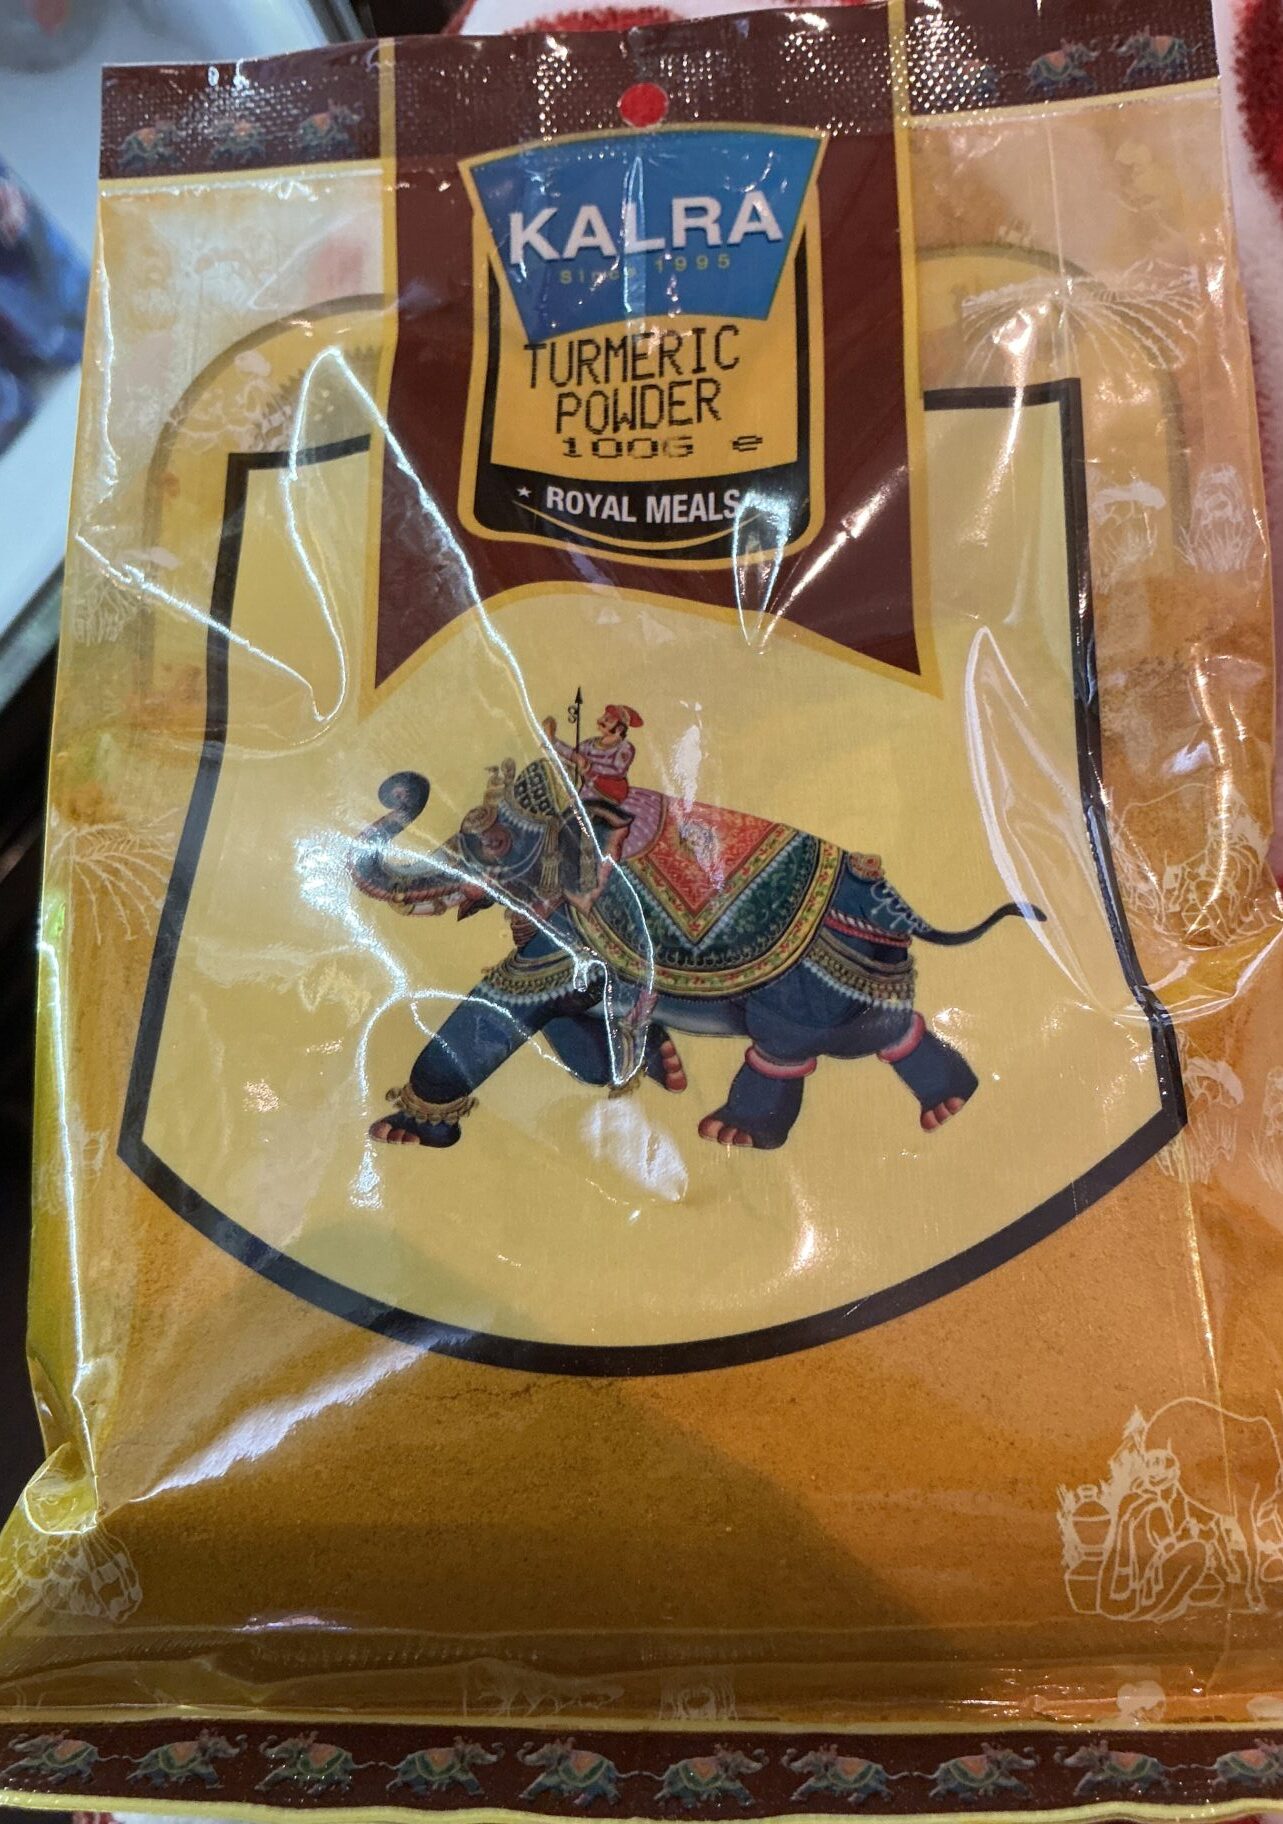 KALRA
Since 1995
TURMERIC
POWDER
100G e
★ ROYAL MEALS